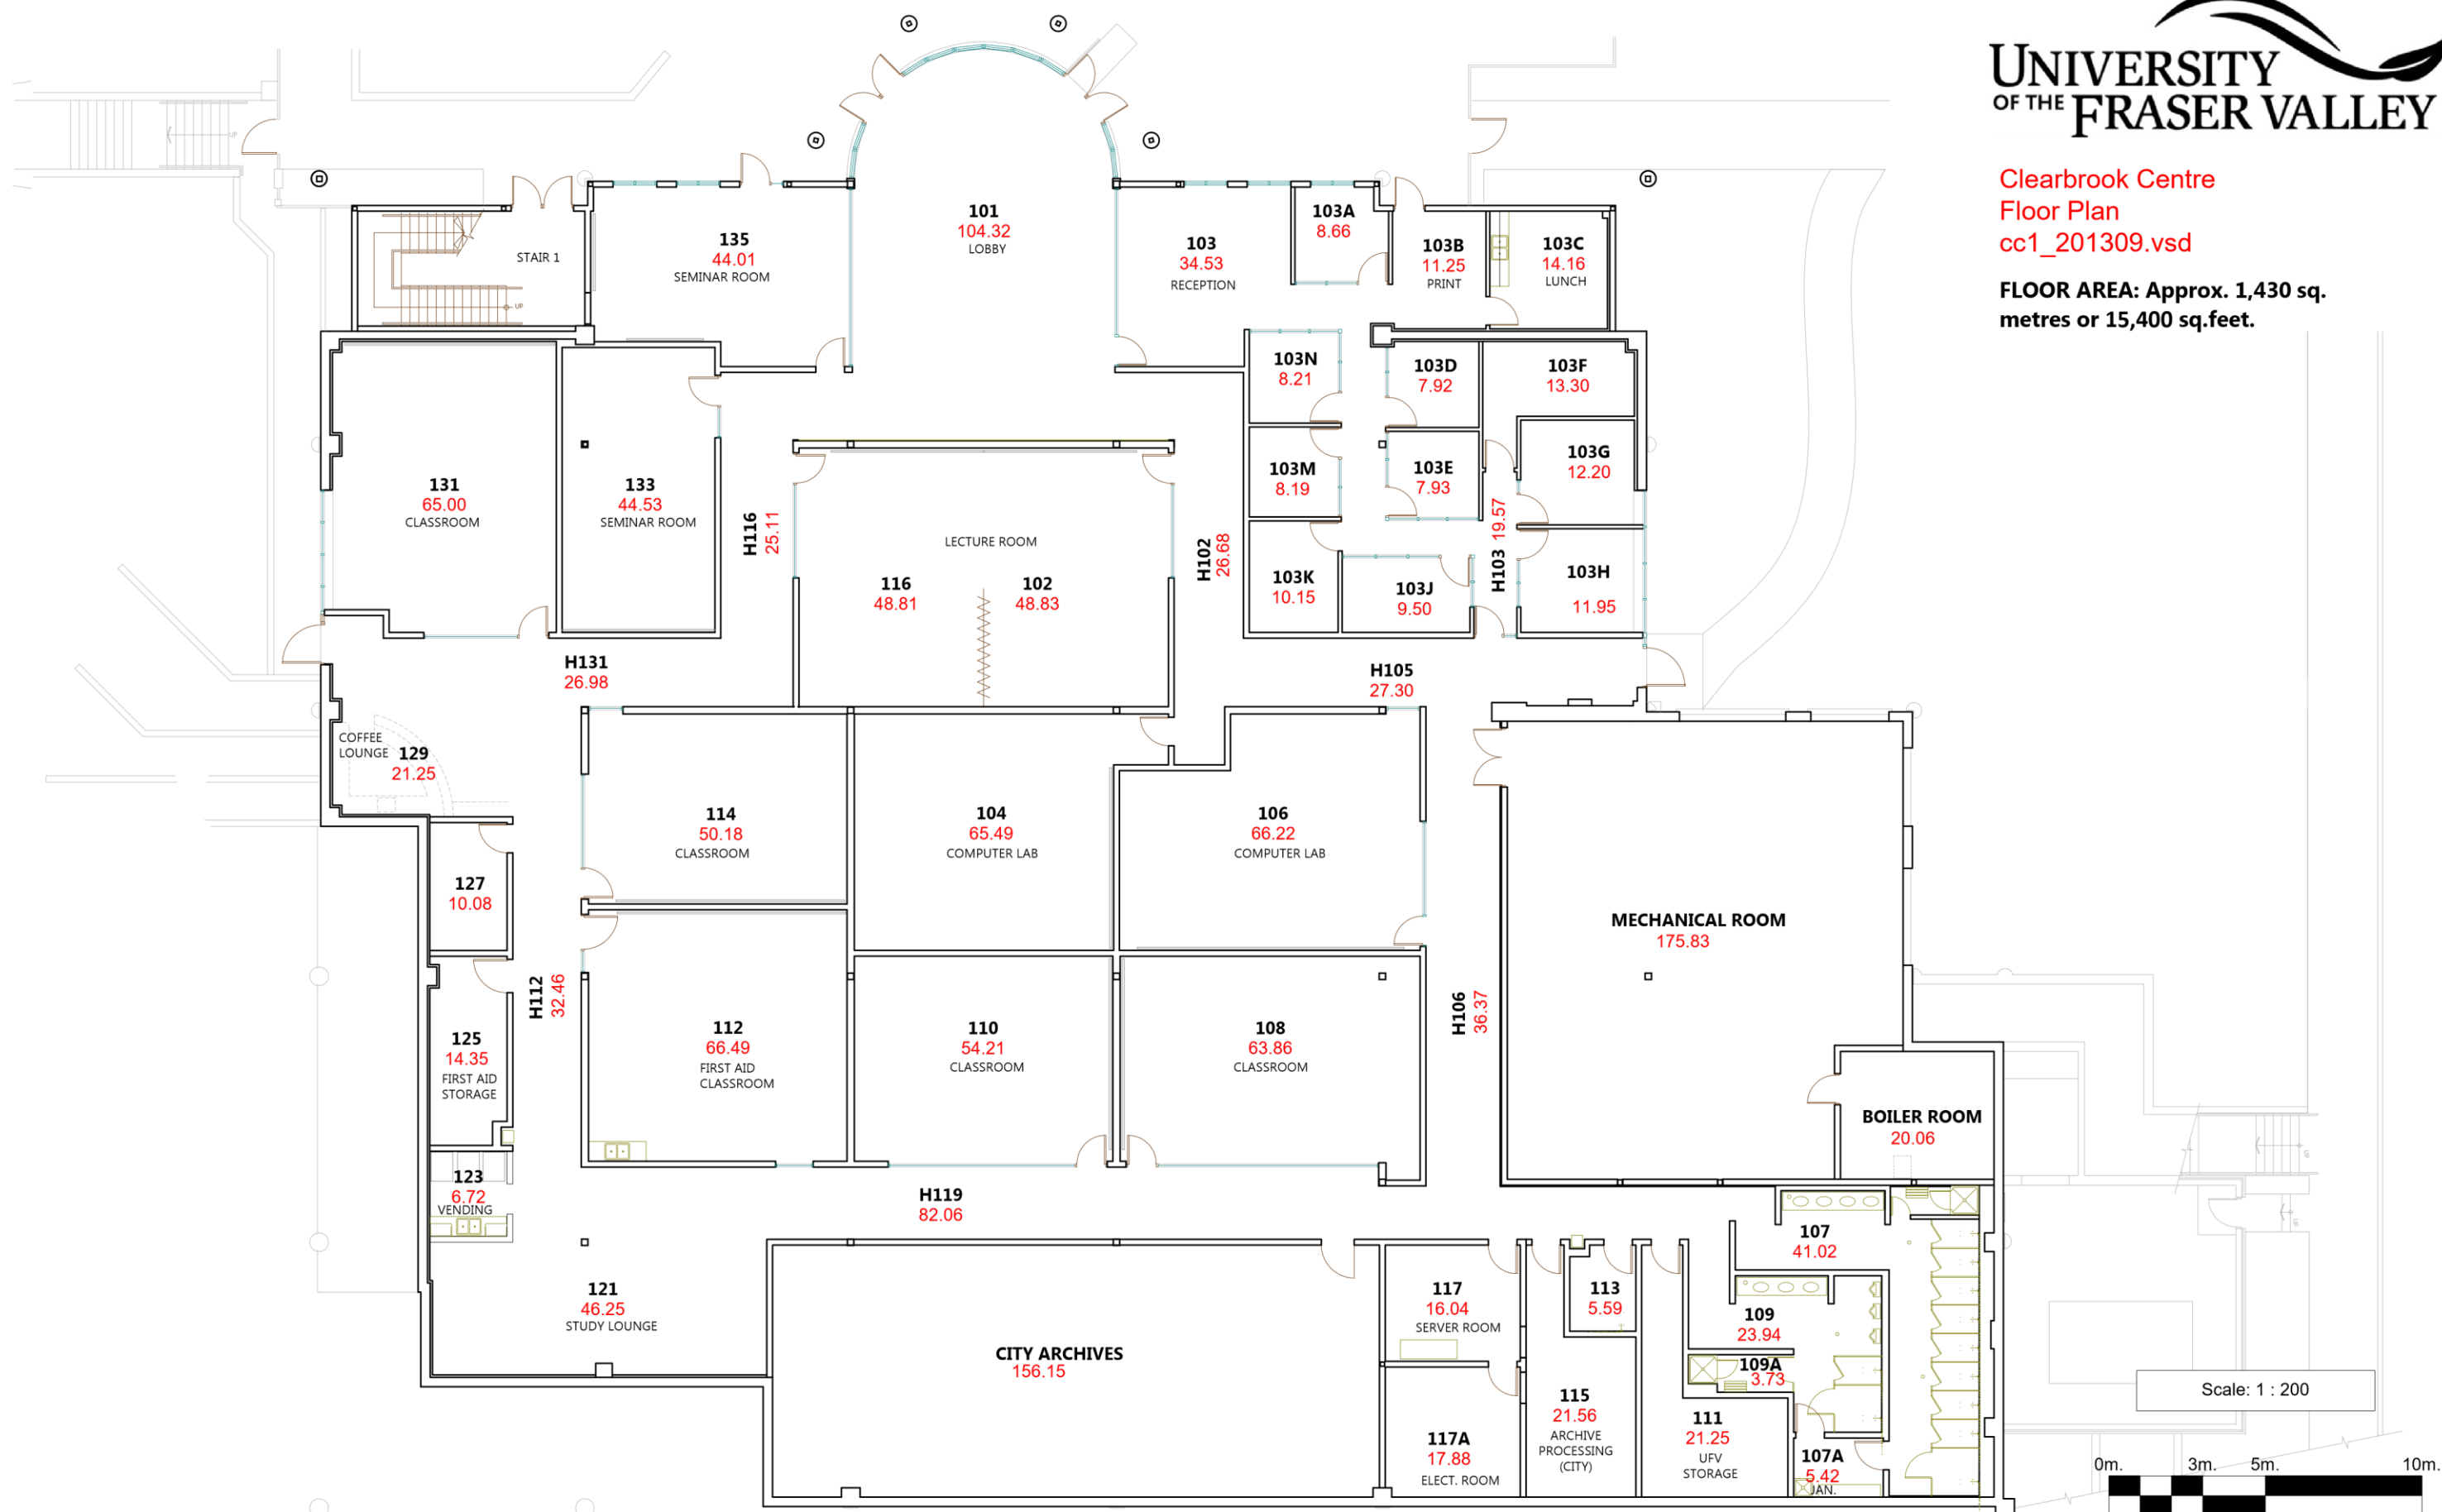 UNIVERSITY
OF THE FRASER VALLEY
Clearbrook Centre
Floor Plan
cc1_201309.vsd
FLOOR AREA: Approx. 1,430 sq.
metres or 15,400 sq.feet.
UP
STAIR 1
UP
135
44.01
SEMINAR ROOM
101
104.32
LOBBY
103
34.53
RECEPTION
103A
8.66
103B
11.25
PRINT
103C
14.16
LUNCH
103N
8.21
103D
7.92
103F
13.30
103M
8.19
103E
7.93
103G
12.20
103K
10.15
103J
9.50
H103 19.57
103H
11.95
131
65.00
CLASSROOM
133
44.53
SEMINAR ROOM
H116
25.11
LECTURE ROOM
116
48.81
102
48.83
H102
26.68
H131
26.98
H105
27.30
COFFEE
LOUNGE
129
21.25
114
50.18
CLASSROOM
104
65.49
COMPUTER LAB
106
66.22
COMPUTER LAB
127
10.08
MECHANICAL ROOM
175.83
H112
32.46
H106
36.37
125
14.35
FIRST AID
STORAGE
112
66.49
FIRST AID
CLASSROOM
110
54.21
CLASSROOM
108
63.86
CLASSROOM
BOILER ROOM
20.06
UP
UP
123
6.72
VENDING
H119
82.06
107
41.02
121
46.25
STUDY LOUNGE
CITY ARCHIVES
156.15
117
16.04
SERVER ROOM
113
5.59
109
23.94
109A
3.73
117A
17.88
ELECT. ROOM
115
21.56
ARCHIVE
PROCESSING
(CITY)
111
21.25
UFV
STORAGE
107A
5.42
JAN.
Scale: 1 : 200
0m. 3m. 5m. 10m.